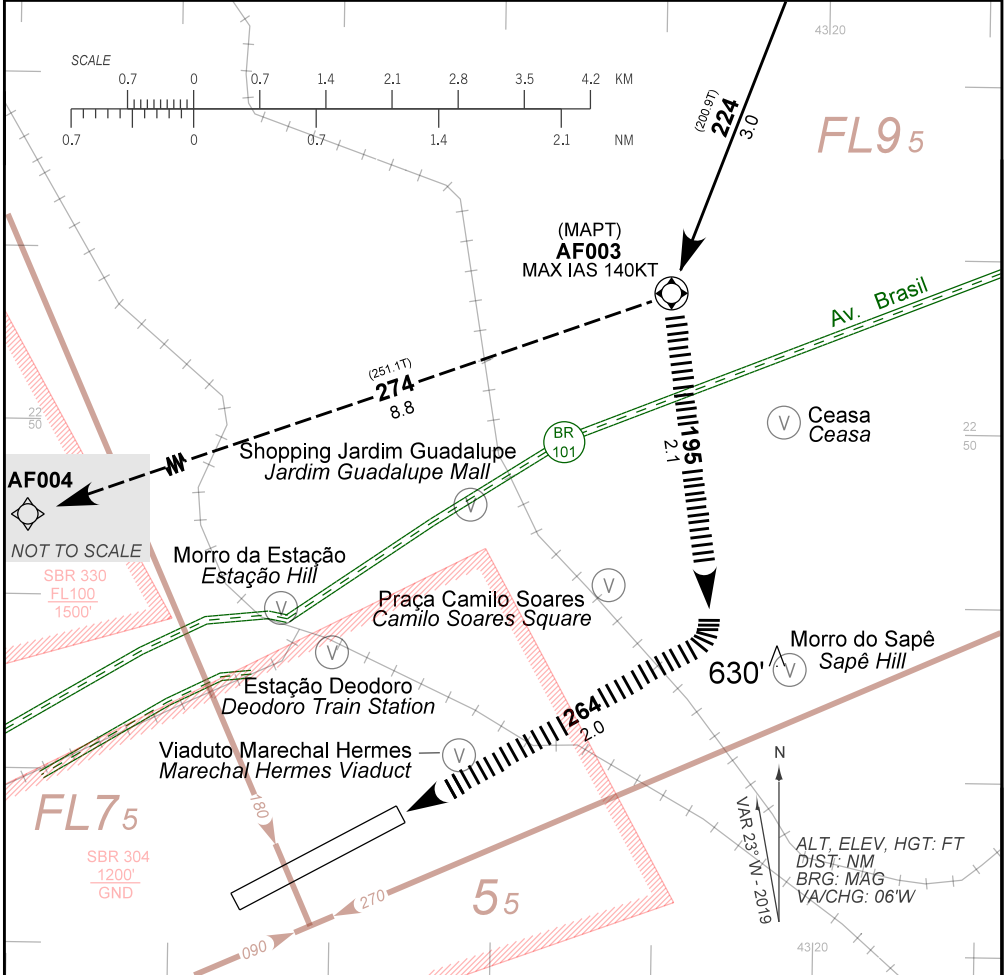 SCALE
0.7 0 0.7 1.4 2.1 2.8 3.5 4.2 KM
0.7 0 0.7 1.4 2.1 NM
43 20
(200.9T)
224
3.0
FL9 5
(MAPT)
AF003
MAX IAS 140KT
Av. Brasil
(251.1T)
274
8.8
22
50
BR
101
195
2.1
V
Ceasa
Ceasa
22
50
Shopping Jardim Guadalupe
Jardim Guadalupe Mall
V
AF004
NOT TO SCALE
SBR 330
FL100
1500'
Morro da Estação
Estação Hill
V
Praça Camilo Soares
Camilo Soares Square
V
Morro do Sapê
Sapê Hill
630'
V
V
Estação Deodoro
Deodoro Train Station
264
2.0
Viaduto Marechal Hermes
Marechal Hermes Viaduct
V
FL7 5
180
SBR 304
1200'
GND
5 5
270
090
N
VAR 23° W - 2019
ALT, ELEV, HGT: FT
DIST: NM
BRG: MAG
VA/CHG: 06'W
43 20